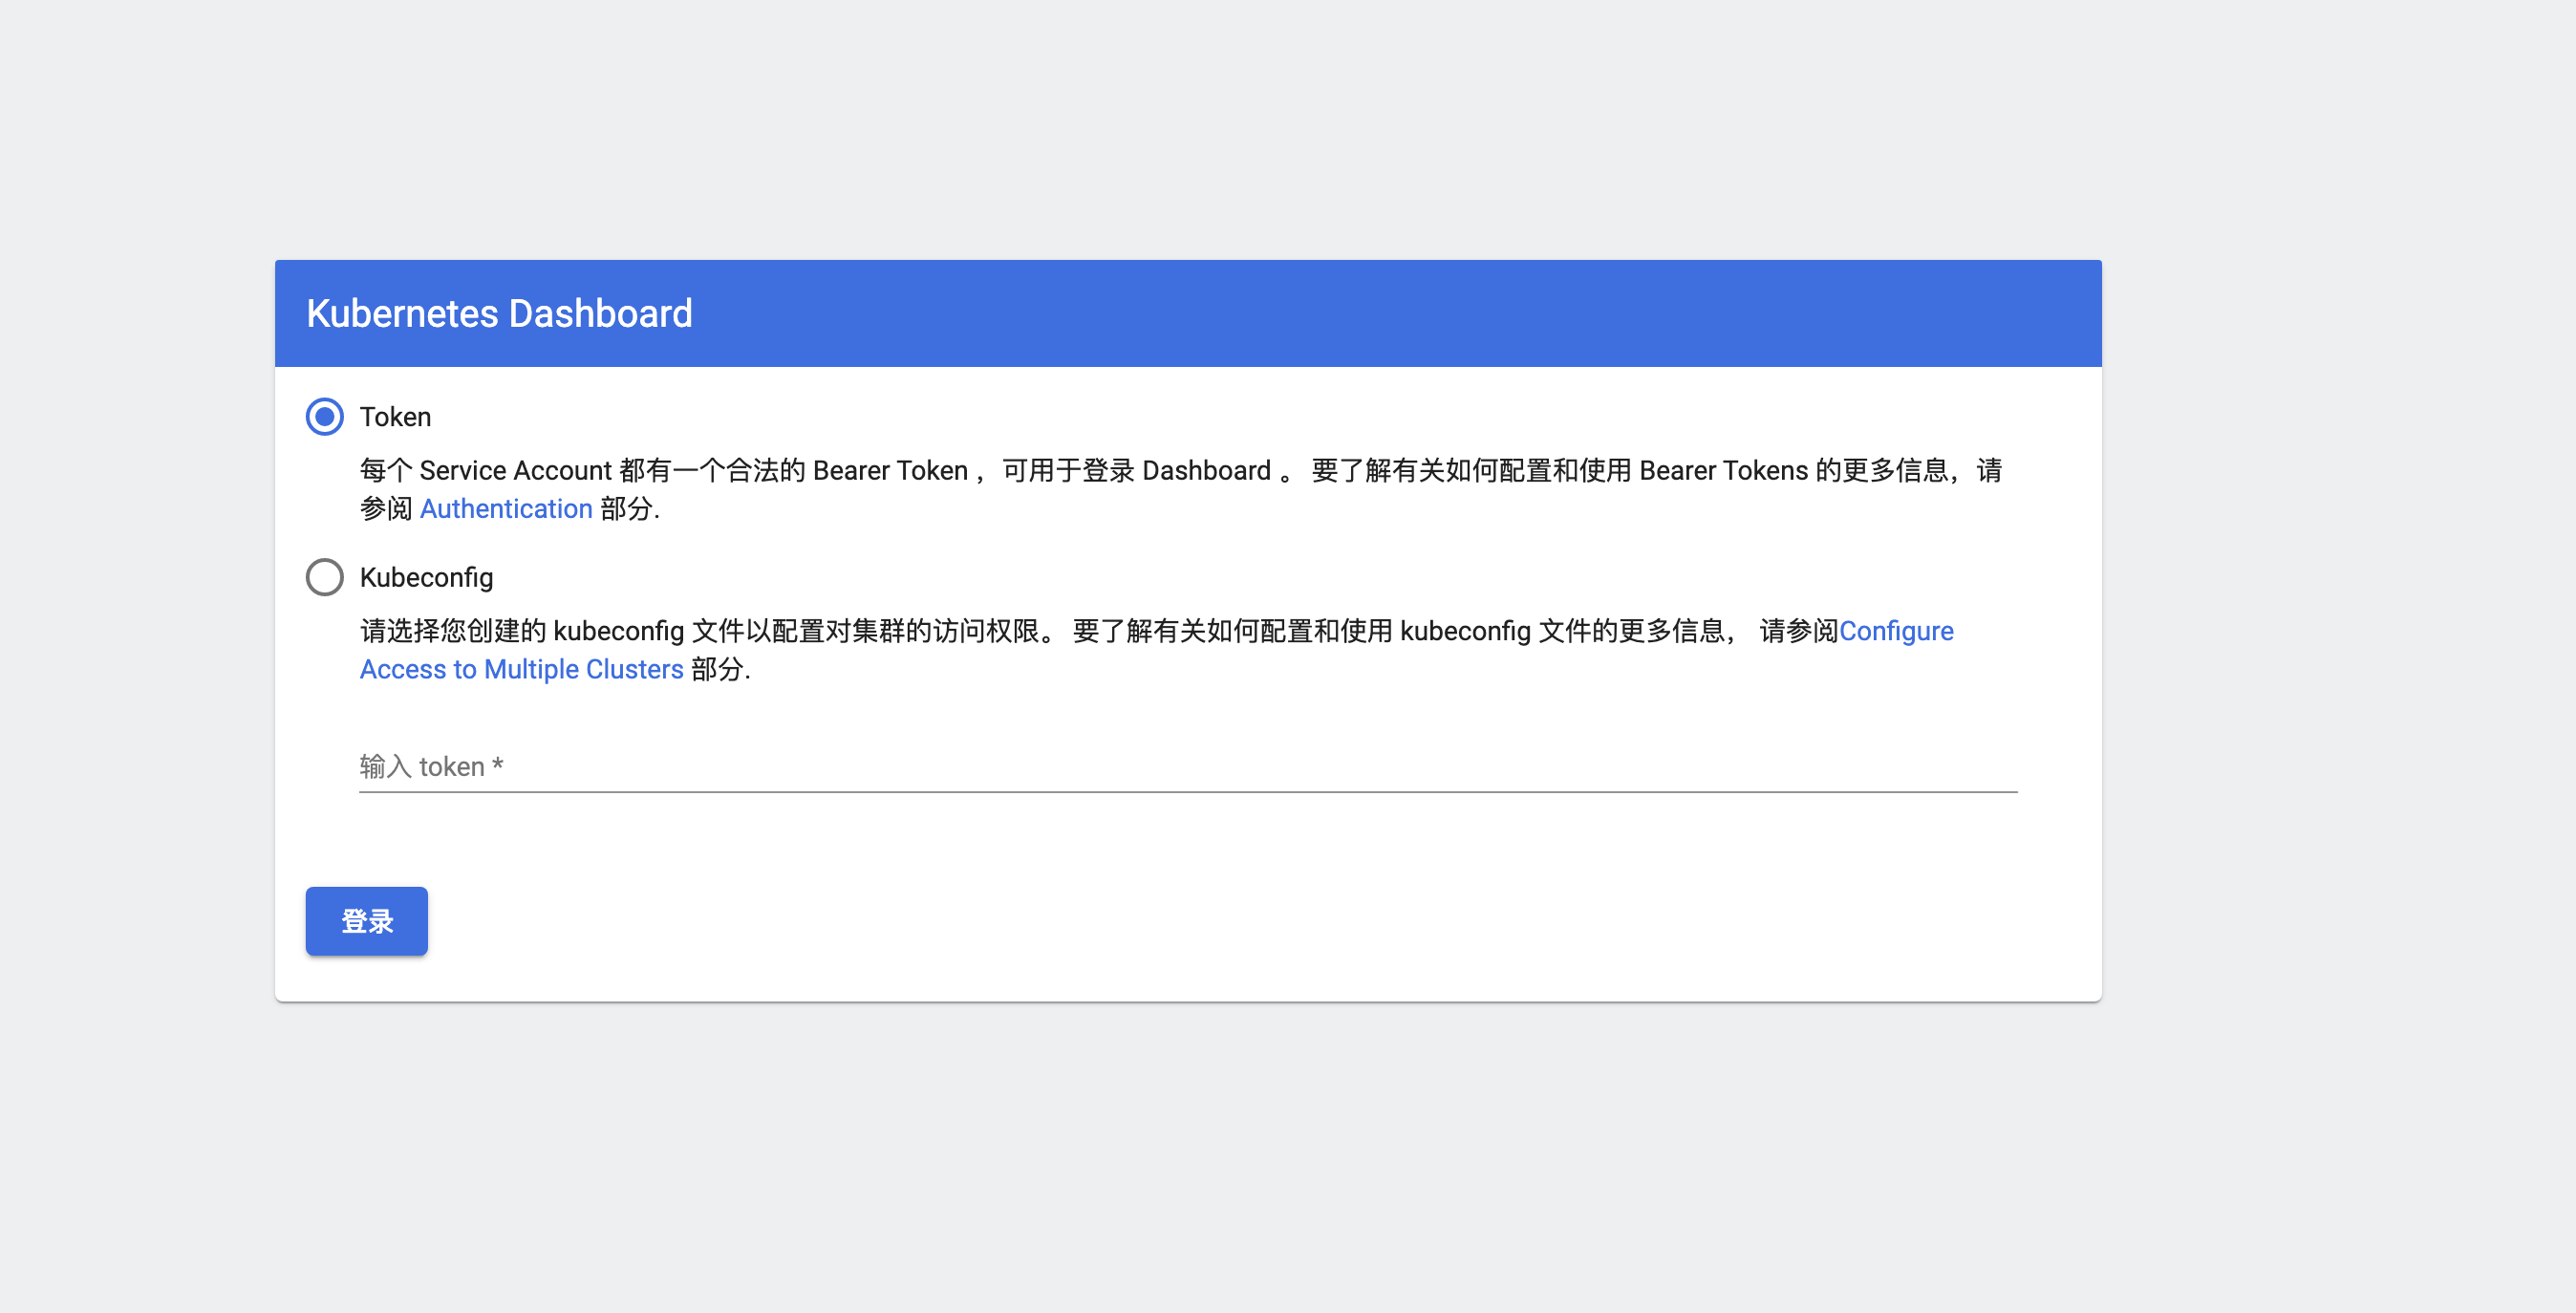 Kubernetes Dashboard
Token
每个 Service Account 都有一个合法的 Bearer Token ，可用于登录 Dashboard 。 要了解有关如何配置和使用 Bearer Tokens 的更多信息，请
参阅 Authentication 部分.
Kubeconfig
请选择您创建的 kubeconfig 文件以配置对集群的访问权限。 要了解有关如何配置和使用 kubeconfig 文件的更多信息， 请参阅Configure
Access to Multiple Clusters 部分.
输入 token *
登录